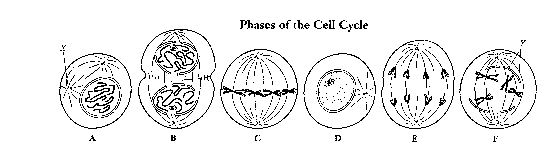 Phases of the Cell Cycle
X
Y
A B C D E F